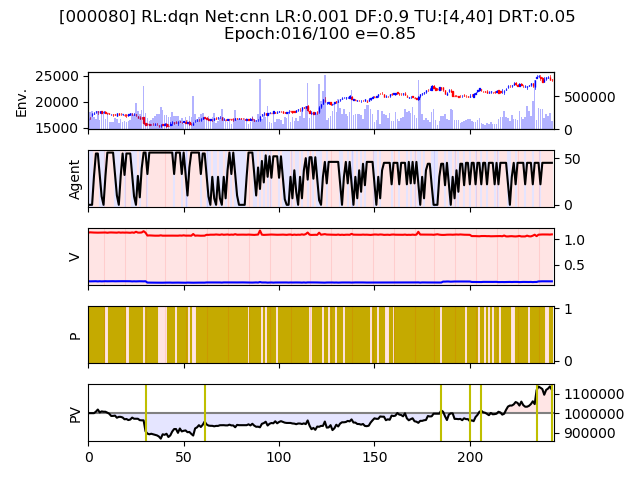 [000080] RL:dqn Net:cnn LR:0.001 DF:0.9 TU:[4,40] DRT:0.05
Epoch:016/100 e=0.85
Env.
25000
20000
15000
500000
0
Agent
50
0
V
1.0
0.5
P
1
0
PV
1100000
1000000
900000
0 50 100 150 200